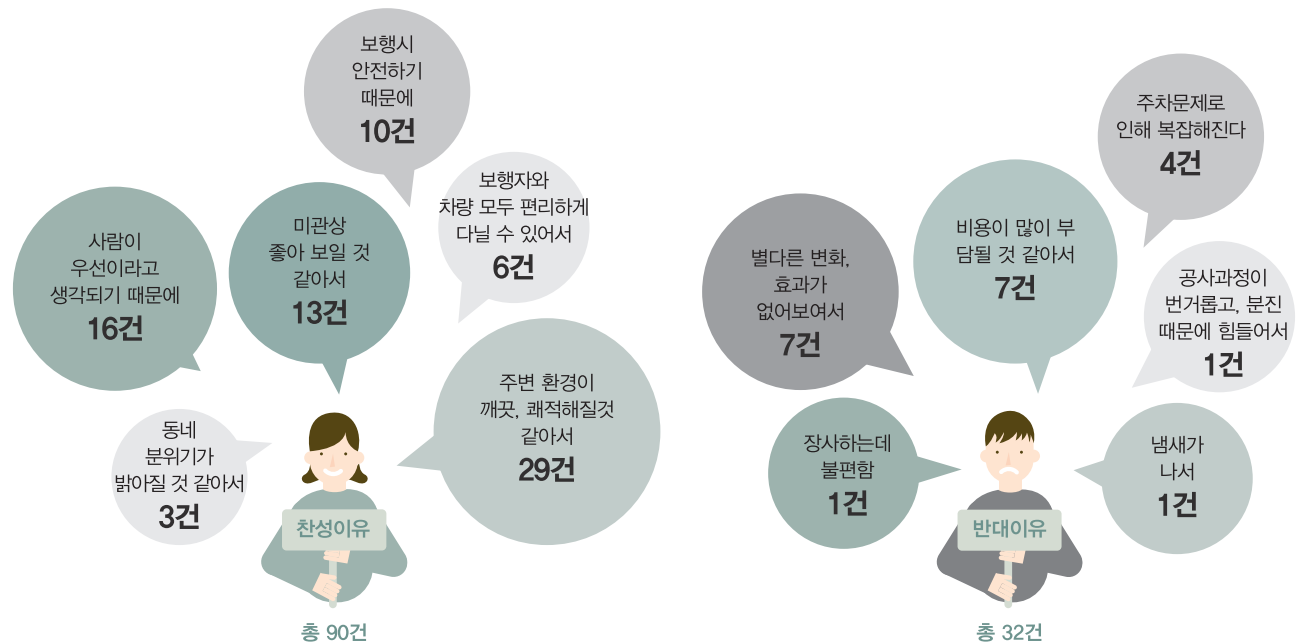 보행시
안전하기
때문에
10건
보행자와
차량 모두 편리하게
다닐 수 있어서
6건
사람이
우선이라고
생각되기 때문에
16건
미관상
좋아 보일 것
같아서
13건
주변 환경이
깨끗, 쾌적해질것
같아서
29건
동네
분위기가
밝아질 것 같아서
3건
찬성이유
총 90건
주차문제로
인해 복잡해진다
4건
비용이 많이 부
담될 것 같아서
7건
별다른 변화,
효과가
없어보여서
7건
공사과정이
번거롭고, 분진
때문에 힘들어서
1건
장사하는데
불편함
1건
냄새가
나서
1건
반대이유
총 32건